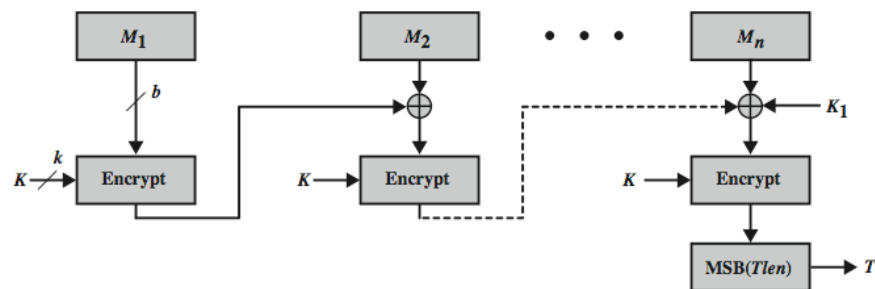 M1 M2 • • • Mn
b
K1
k
K Encrypt K Encrypt K Encrypt
MSB(Tlen) T